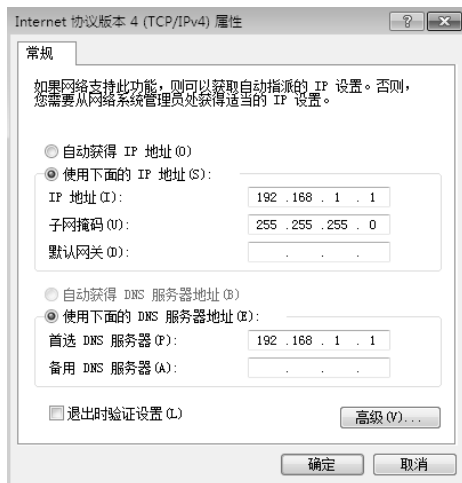 Internet 协议版本 4 (TCP/IPv4) 属性
常规
如果网络支持此功能，则可以获取自动指派的 IP 设置。否则，
您需要从网络系统管理员处获得适当的 IP 设置。
自动获得 IP 地址(O)
使用下面的 IP 地址(S):
IP 地址(I): 192 .168 . 1 . 1
子网掩码(U): 255 .255 .255 . 0
默认网关(D): . . .
自动获得 DNS 服务器地址(B)
使用下面的 DNS 服务器地址(E):
首选 DNS 服务器(P): 192 .168 . 1 . 1
备用 DNS 服务器(A): . . .
退出时验证设置(L)
高级(V)...
确定 取消